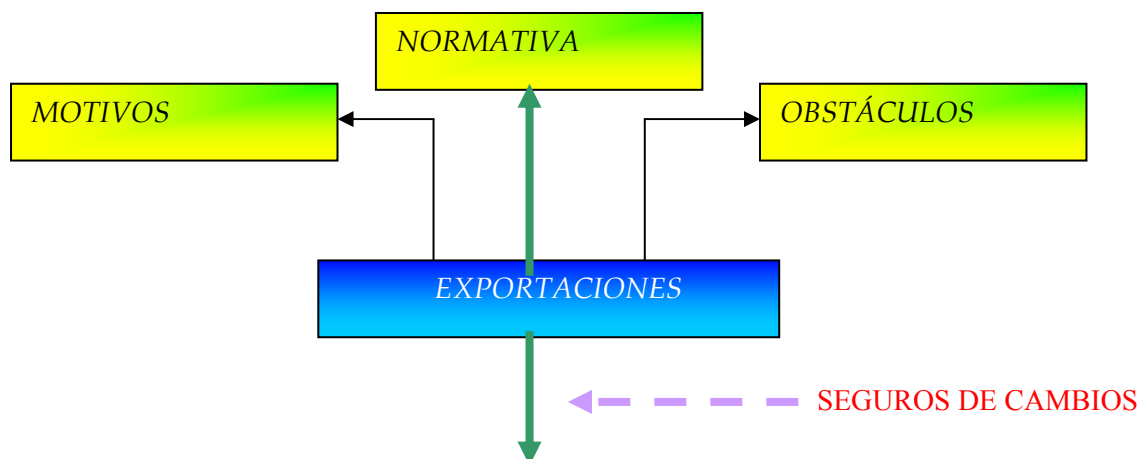 NORMATIVA
MOTIVOS
OBSTÁCULOS
EXPORTACIONES
SEGUROS DE CAMBIOS